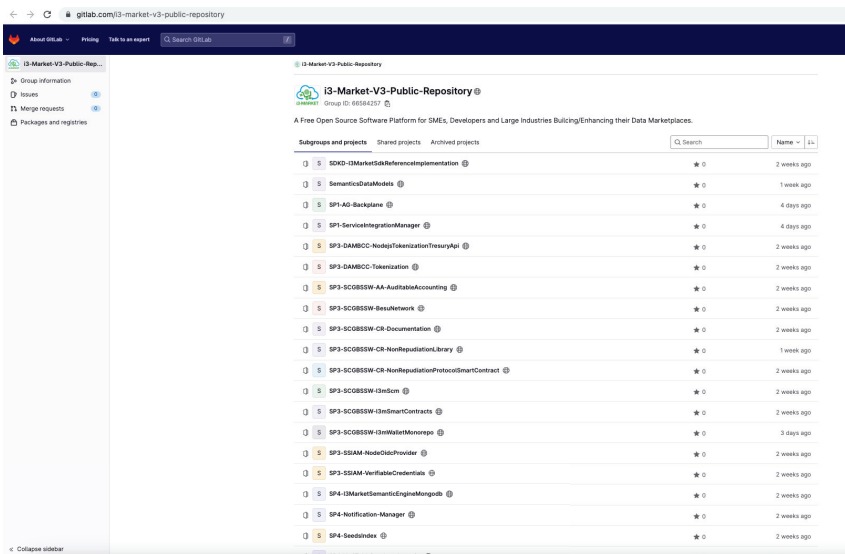 gitlab.com/i3-market-v3-public-repository
About GitLab Pricing Talk to an expert Search GitLab /
i3-Market-V3-Public-Rep...
Group information
Issues 0
Merge requests 0
Packages and registries
i3-Market-V3-Public-Repository
i3-Market-V3-Public-Repository
Group ID: 66584257
A Free Open Source Software Platform for SMEs, Developers and Large Industries Builcing/Enhancing their Data Marketplaces.
Subgroups and projects Shared projects Archived projects Search Name
S SDKD-I3MarketSdkReferenceImplementation 0 2 weeks ago
S SemanticsDataModels 0 1 week ago
S SP1-AG-Backplane 0 4 days ago
S SP1-ServiceIntegrationManager 0 4 days ago
S SP3-DAMBCC-NodejsTokenizationTresuryApi 0 2 weeks ago
S SP3-DAMBCC-Tokenization 0 2 weeks ago
S SP3-SCGBSSW-AA-AuditableAccounting 0 2 weeks ago
S SP3-SCGBSSW-BesuNetwork 0 2 weeks ago
S SP3-SCGBSSW-CR-Documentation 0 2 weeks ago
S SP3-SCGBSSW-CR-NonRepudiationLibrary 0 1 week ago
S SP3-SCGBSSW-CR-NonRepudiationProtocolSmartContract 0 2 weeks ago
S SP3-SCGBSSW-I3mScm 0 2 weeks ago
S SP3-SCGBSSW-I3mSmartContracts 0 2 weeks ago
S SP3-SCGBSSW-I3mWalletMonorepo 0 3 days ago
S SP3-SSIAM-NodeOidcProvider 0 2 weeks ago
S SP3-SSIAM-VerifiableCredentials 0 2 weeks ago
S SP4-I3MarketSemanticEngineMongodb 0 2 weeks ago
S SP4-Notification-Manager 0 2 weeks ago
S SP4-SeedsIndex 0 2 weeks ago
Collapse sidebar